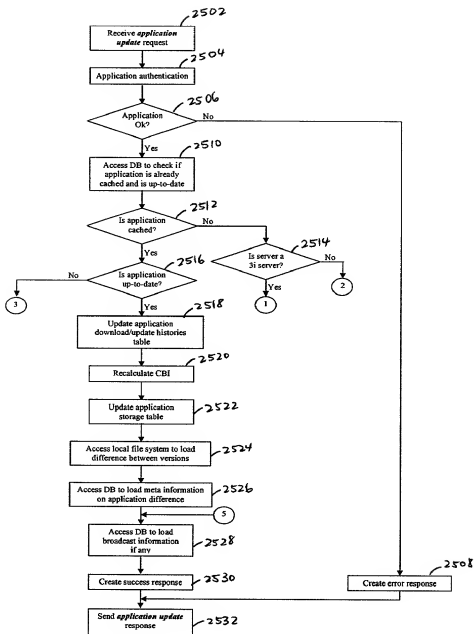 2502
Receive application
update request
2504
Application authentication
2506
Application
Ok?
No
Yes
2510
Access DB to check if
application is already
cached and is up-to-date
2512
Is application
cached?
No
Yes
2514
Is server a
3i server?
No
Yes
2
1
2516
Is application
up-to-date?
No
3
Yes
2518
Update application
download/update histories
table
2520
Recalculate CBI
2522
Update application
storage table
2524
Access local file system to load
difference between versions
2526
Access DB to load meta information
on application difference
5
Access DB to load
broadcast information
if any
2528
2508
Create success response
2530
Create error response
Send application update
response
2532